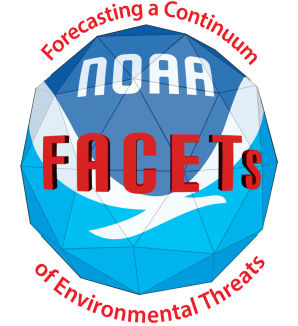 Forecasting a Continuum
NOAA
FACETs
of Environmental Threats